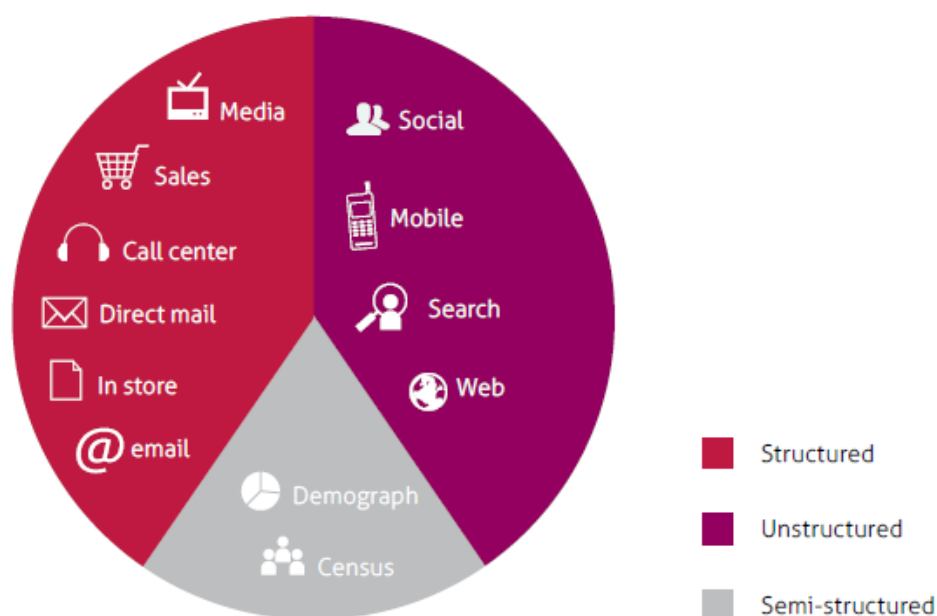 Media
Sales
Call center
Direct mail
In store
@ email
Social
Mobile
Search
Web
Demograph
Census
Structured
Unstructured
Semi-structured